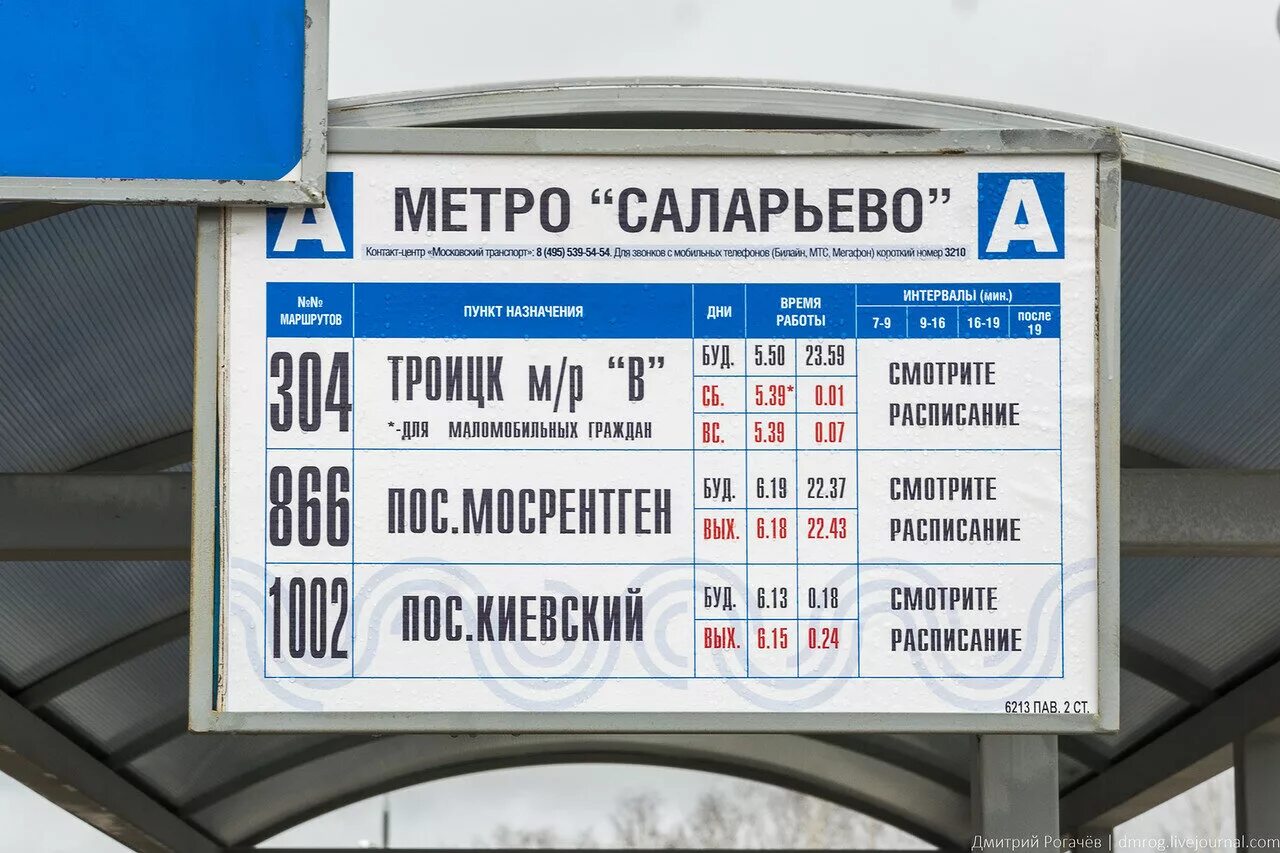 А МЕТРО “САЛАРЬЕВО” А
Контакт-центр «Московский транспорт»: 8 (495) 539-54-54. Для звонков с мобильных телефонов (Билайн, МТС, Мегафон) короткий номер 3210
№№ МАРШРУТОВ ПУНКТ НАЗНАЧЕНИЯ ДНИ ВРЕМЯ РАБОТЫ ИНТЕРВАЛЫ (мин.)
7-9 9-16 16-19 после 19
304 ТРОИЦК м/р “В” БУД. 5.50 23.59 СМОТРИТЕ
СБ. 5.39* 0.01 РАСПИСАНИЕ
*-ДЛЯ МАЛОМОБИЛЬНЫХ ГРАЖДАН ВС. 5.39 0.07
866 ПОС.МОСРЕНТГЕН БУД. 6.19 22.37 СМОТРИТЕ
ВЫХ. 6.18 22.43 РАСПИСАНИЕ
1002 ПОС.КИЕВСКИЙ БУД. 6.13 0.18 СМОТРИТЕ
ВЫХ. 6.15 0.24 РАСПИСАНИЕ
6213 ПАВ. 2 СТ.
Дмитрий Рогачёв | dmrog.livejournal.com